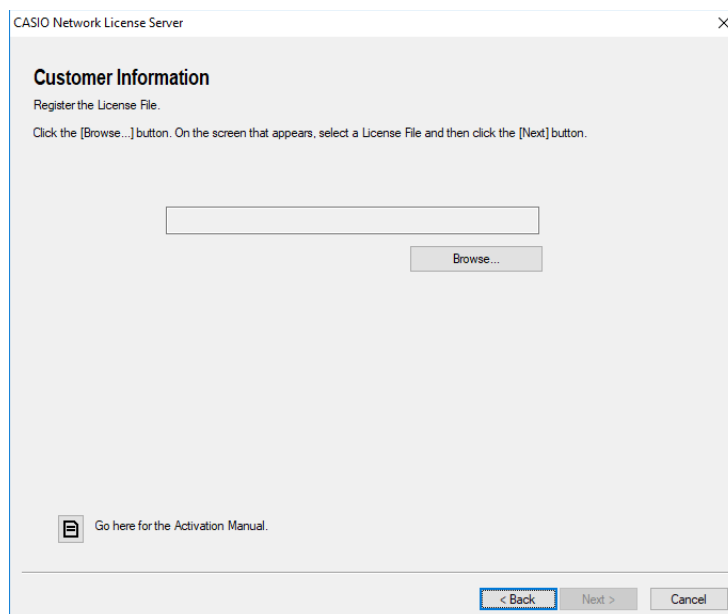 CASIO Network License Server
Customer Information
Register the License File.
Click the [Browse...] button. On the screen that appears, select a License File and then click the [Next] button.
Browse...
Go here for the Activation Manual.
< Back
Next >
Cancel